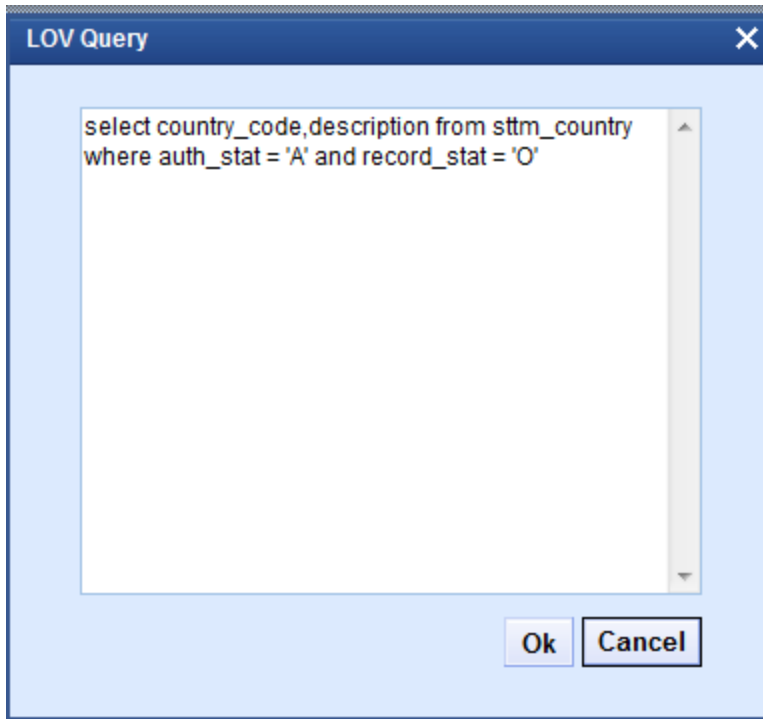 LOV Query
select country_code,description from sttm_country
where auth_stat = 'A' and record_stat = 'O'
Ok
Cancel